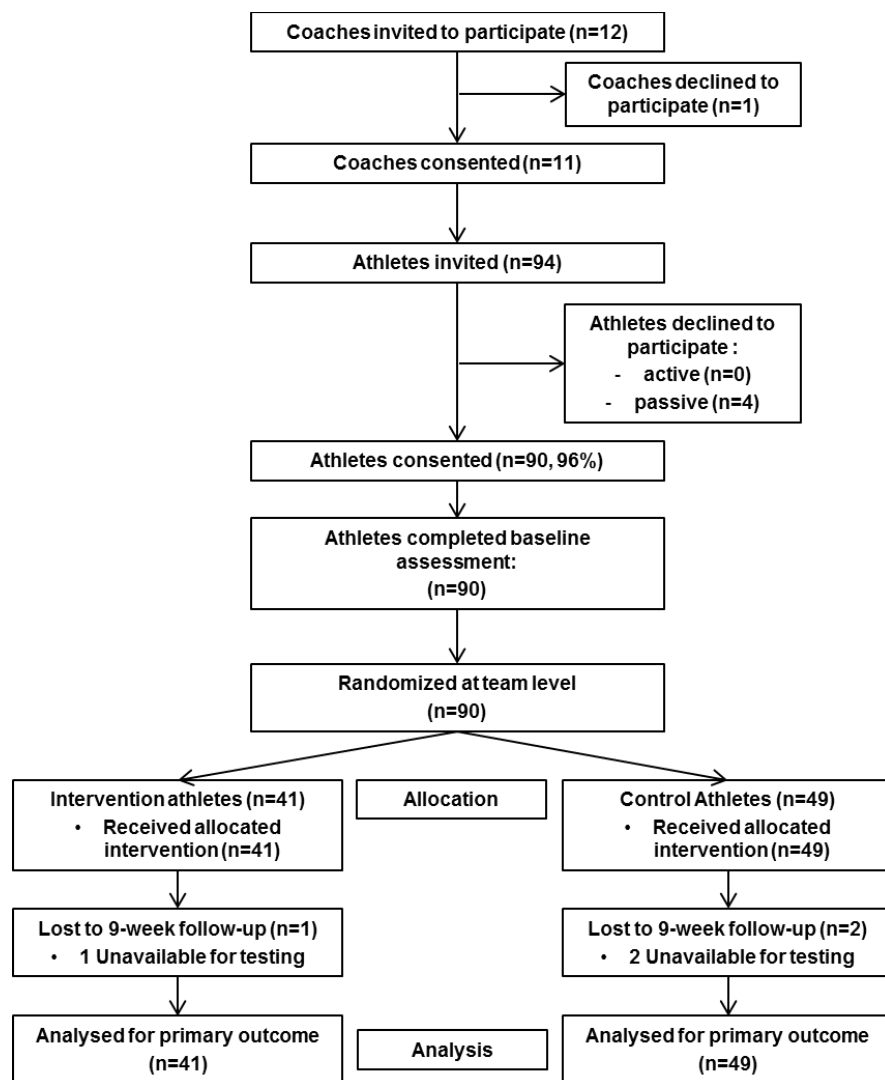 Coaches invited to participate (n=12)
Coaches declined to
participate (n=1)
Coaches consented (n=11)
Athletes invited (n=94)
Athletes declined to
participate :
- active (n=0)
- passive (n=4)
Athletes consented (n=90, 96%)
Athletes completed baseline
assessment:
(n=90)
Randomized at team level
(n=90)
Intervention athletes (n=41)
• Received allocated
intervention (n=41)
Allocation
Control Athletes (n=49)
• Received allocated
intervention (n=49)
Lost to 9-week follow-up (n=1)
• 1 Unavailable for testing
Lost to 9-week follow-up (n=2)
• 2 Unavailable for testing
Analysed for primary outcome
(n=41)
Analysis
Analysed for primary outcome
(n=49)